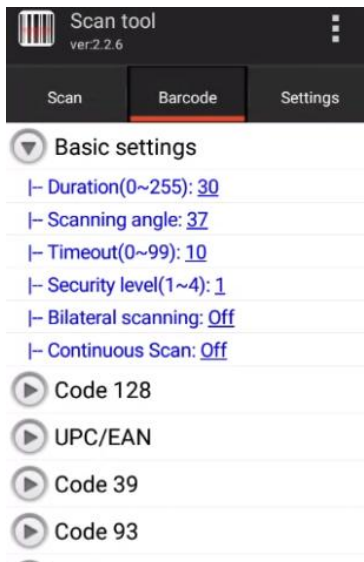 Scan tool
ver:2.2.6
Scan Barcode Settings
Basic settings
|-- Duration(0~255): 30
|-- Scanning angle: 37
|-- Timeout(0~99): 10
|-- Security level(1~4): 1
|-- Bilateral scanning: Off
|-- Continuous Scan: Off
Code 128
UPC/EAN
Code 39
Code 93